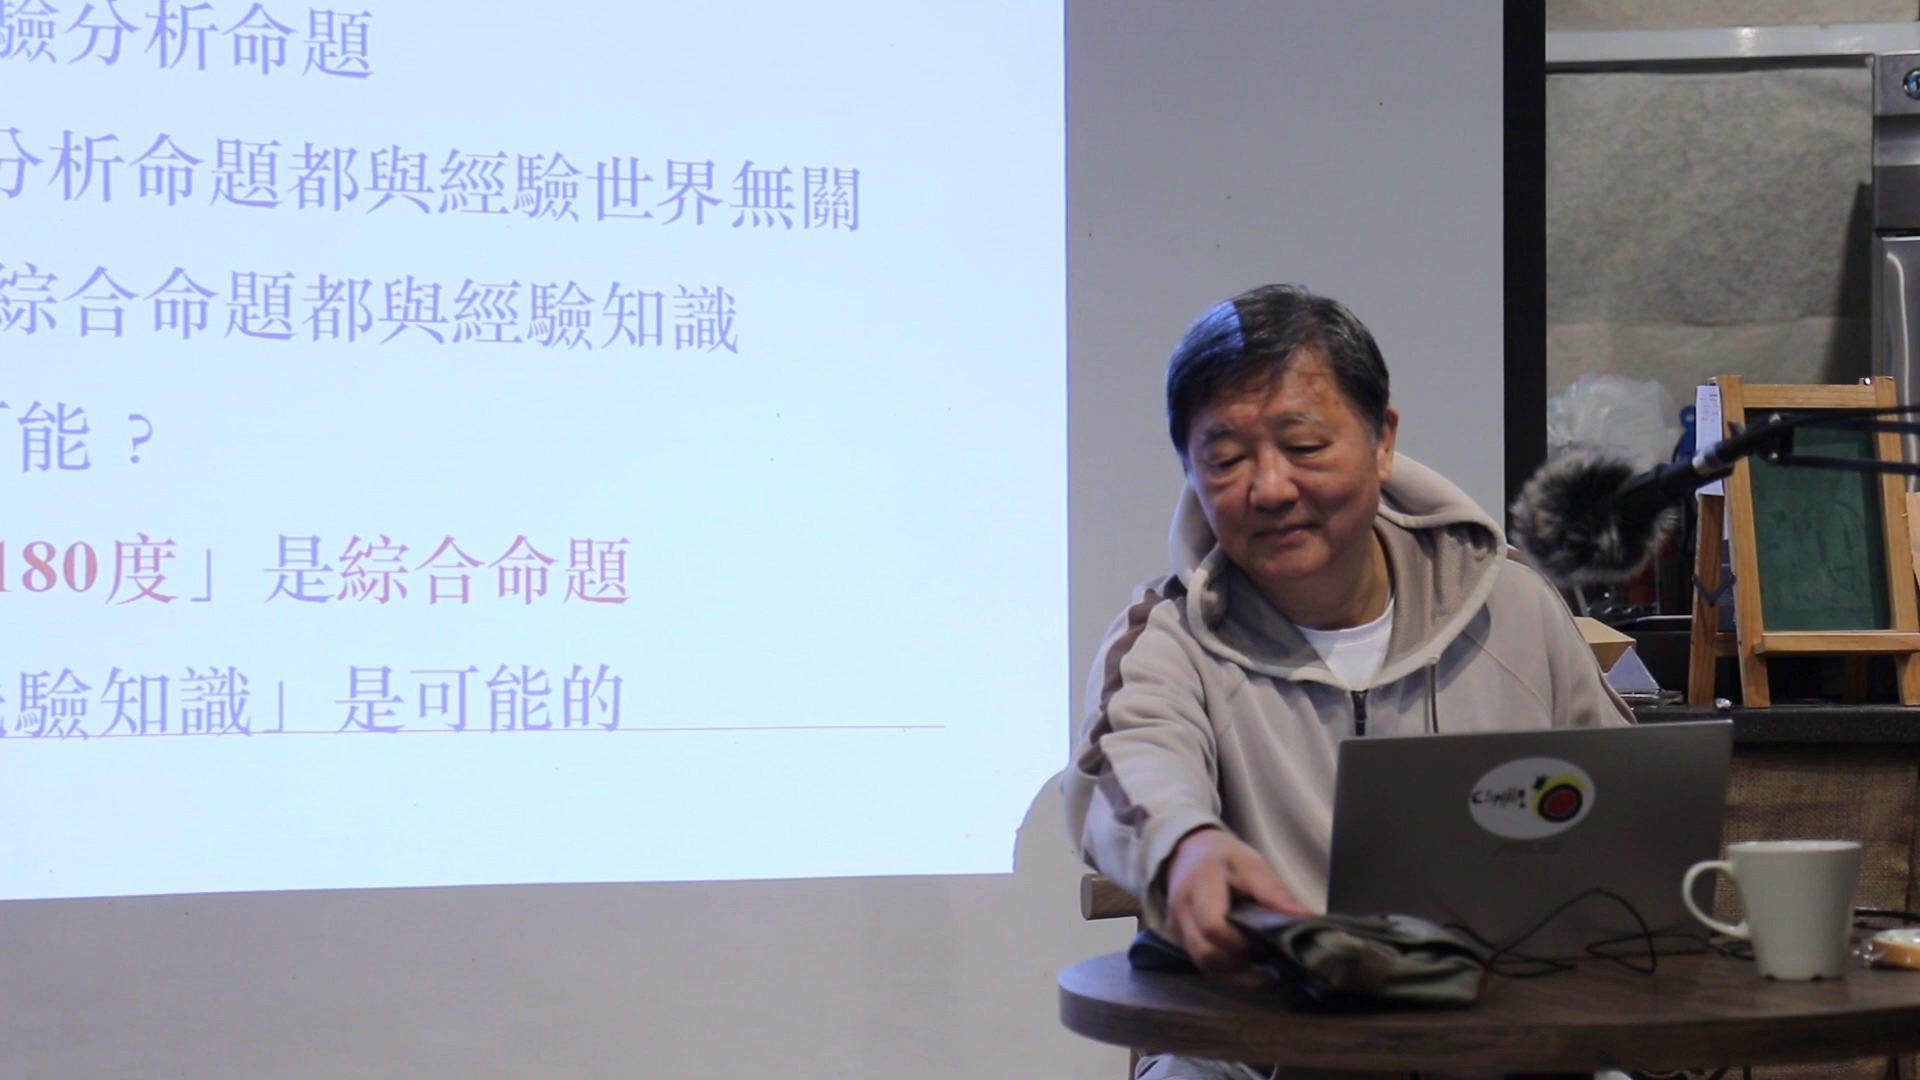 驗分析命題
分析命題都與經驗世界無關
綜合命題都與經驗知識
可能?
180度」是綜合命題
先驗知識」是可能的